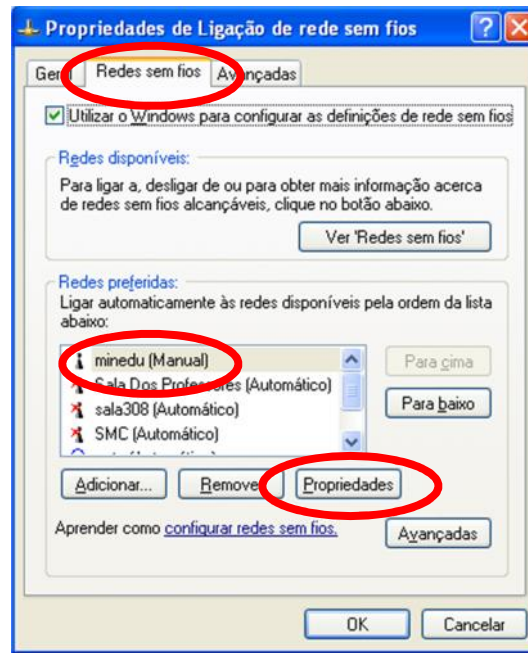 Propriedades de Ligação de rede sem fios
Geral Redes sem fios Avançadas
Utilizar o Windows para configurar as definições de rede sem fios
Redes disponíveis:
Para ligar a, desligar de ou para obter mais informação acerca
de redes sem fios alcançáveis, clique no botão abaixo.
Ver 'Redes sem fios'
Redes preferidas:
Ligar automaticamente às redes disponíveis pela ordem da lista
abaixo:
minedu (Manual)
Sala Dos Professores (Automático)
sala308 (Automático)
SMC (Automático)
Para cima
Para baixo
Adicionar... Remover Propriedades
Aprender como configurar redes sem fios.
Avançadas
OK Cancelar